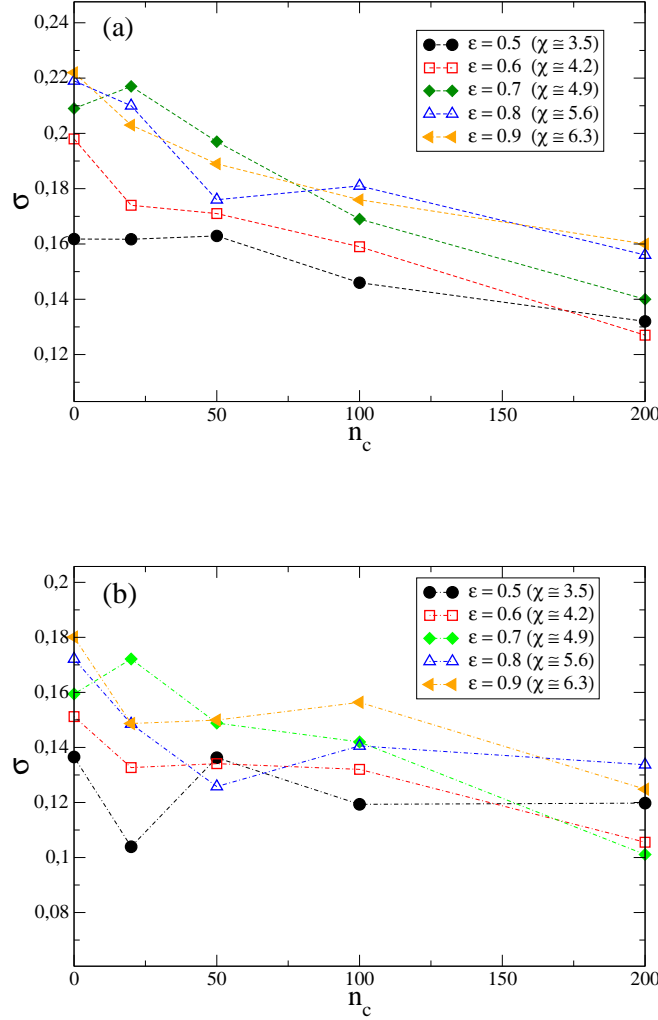 (a)
ε = 0.5 (χ ≅ 3.5)
ε = 0.6 (χ ≅ 4.2)
ε = 0.7 (χ ≅ 4.9)
ε = 0.8 (χ ≅ 5.6)
ε = 0.9 (χ ≅ 6.3)
0,24
0,22
0,2
0,18
0,16
0,14
0,12
σ
0 50 100 150 200
n_c
(b)
ε = 0.5 (χ ≅ 3.5)
ε = 0.6 (χ ≅ 4.2)
ε = 0.7 (χ ≅ 4.9)
ε = 0.8 (χ ≅ 5.6)
ε = 0.9 (χ ≅ 6.3)
0,2
0,18
0,16
0,14
0,12
0,1
0,08
σ
0 50 100 150 200
n_c